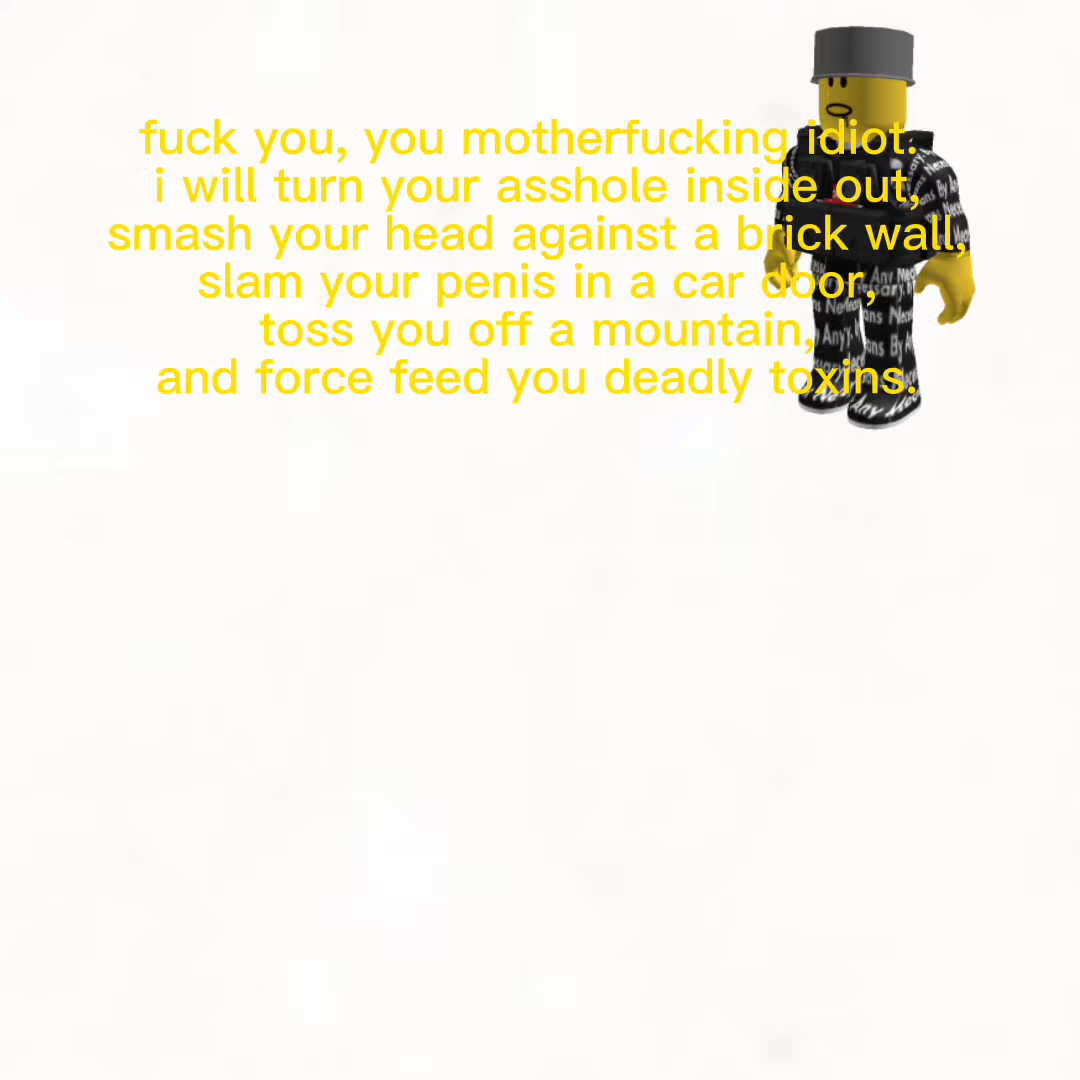 fuck you, you motherfucking idiot.
i will turn your asshole inside out,
smash your head against a brick wall,
slam your penis in a car door,
toss you off a mountain,
and force feed you deadly toxins.